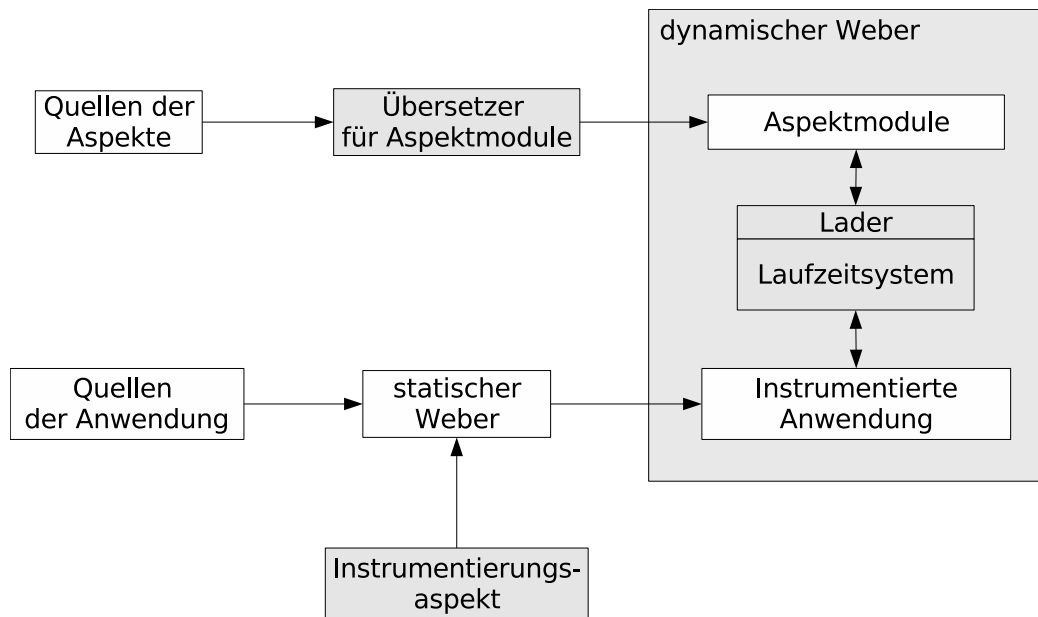 dynamischer Weber
Quellen der
Aspekte
Übersetzer
für Aspektmodule
Aspektmodule
Lader
Laufzeitsystem
Quellen
der Anwendung
statischer
Weber
Instrumentierte
Anwendung
Instrumentierungs-
aspekt